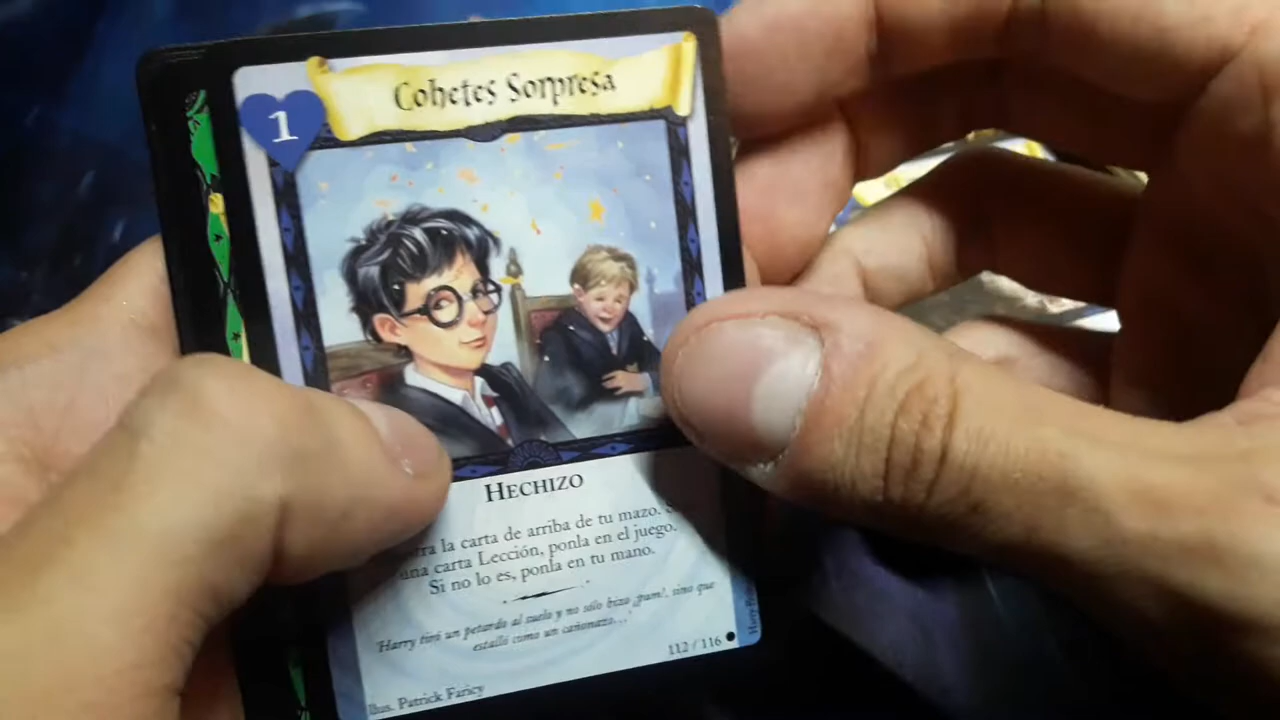 Cohetes Sorpresa
1
HECHIZO
la carta de arriba de tu mazo.
una carta Lección, ponla en el juego.
Si no lo es, ponla en tu mano.
"Harry tiró un petardo al suelo y no sólo hizo ¡pum!, sino que
estalló como un cañonazo..."
112 / 116
Illus. Patrick Faricy
Harry